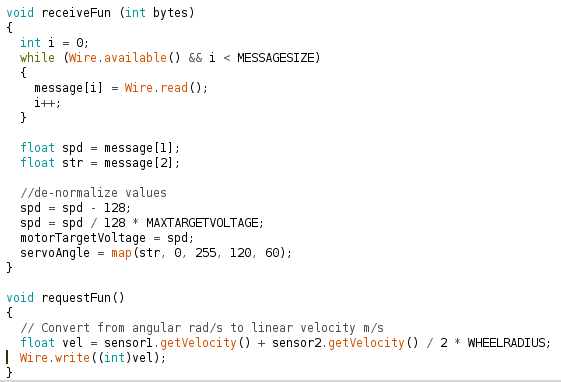 void receiveFun (int bytes)
{
  int i = 0;
  while (Wire.available() && i < MESSAGESIZE)
  {
    message[i] = Wire.read();
    i++;
  }

  float spd = message[1];
  float str = message[2];

  //de-normalize values
  spd = spd - 128;
  spd = spd / 128 * MAXTARGETVOLTAGE;
  motorTargetVoltage = spd;
  servoAngle = map(str, 0, 255, 120, 60);
}

void requestFun()
{
  // Convert from angular rad/s to linear velocity m/s
  float vel = sensor1.getVelocity() + sensor2.getVelocity() / 2 * WHEELRADIUS;
  Wire.write((int)vel);
}